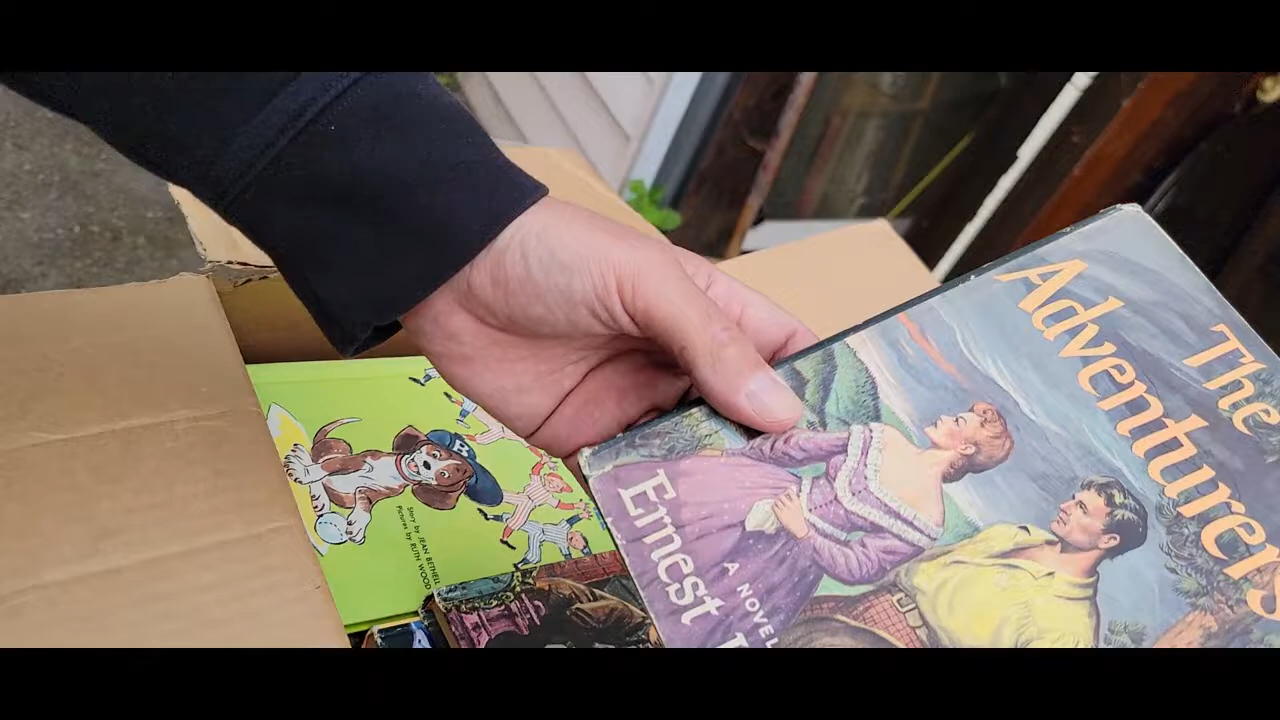 The
Adventurers
A NOVEL
Ernest
Story by JEAN BETHELL
Pictures by RUTH WOOD